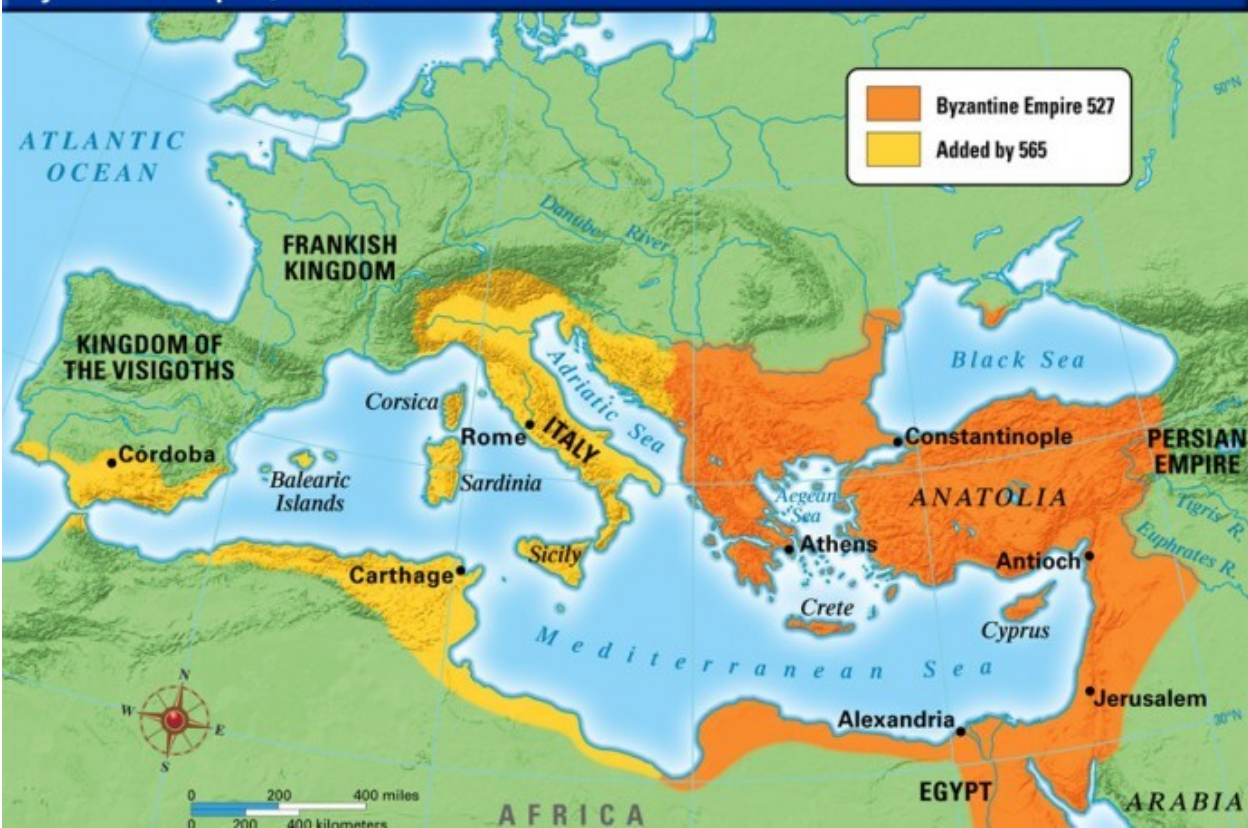 ATLANTIC
OCEAN
Byzantine Empire 527
Added by 565
50°N
FRANKISH
KINGDOM
Danube River
KINGDOM OF
THE VISIGOTHS
Black Sea
Corsica
Adriatic Sea
Rome
ITALY
Constantinople
40°N
PERSIAN
EMPIRE
Córdoba
Balearic
Islands
Sardinia
ANATOLIA
Aegean
Sea
Tigris R.
Euphrates R.
Athens
Antioch
Sicily
Carthage
Crete
Cyprus
Mediterranean Sea
N
W
E
S
Jerusalem
Alexandria
30°N
EGYPT
ARABIA
AFRICA
0 200 400 miles
0 200 400 kilometers